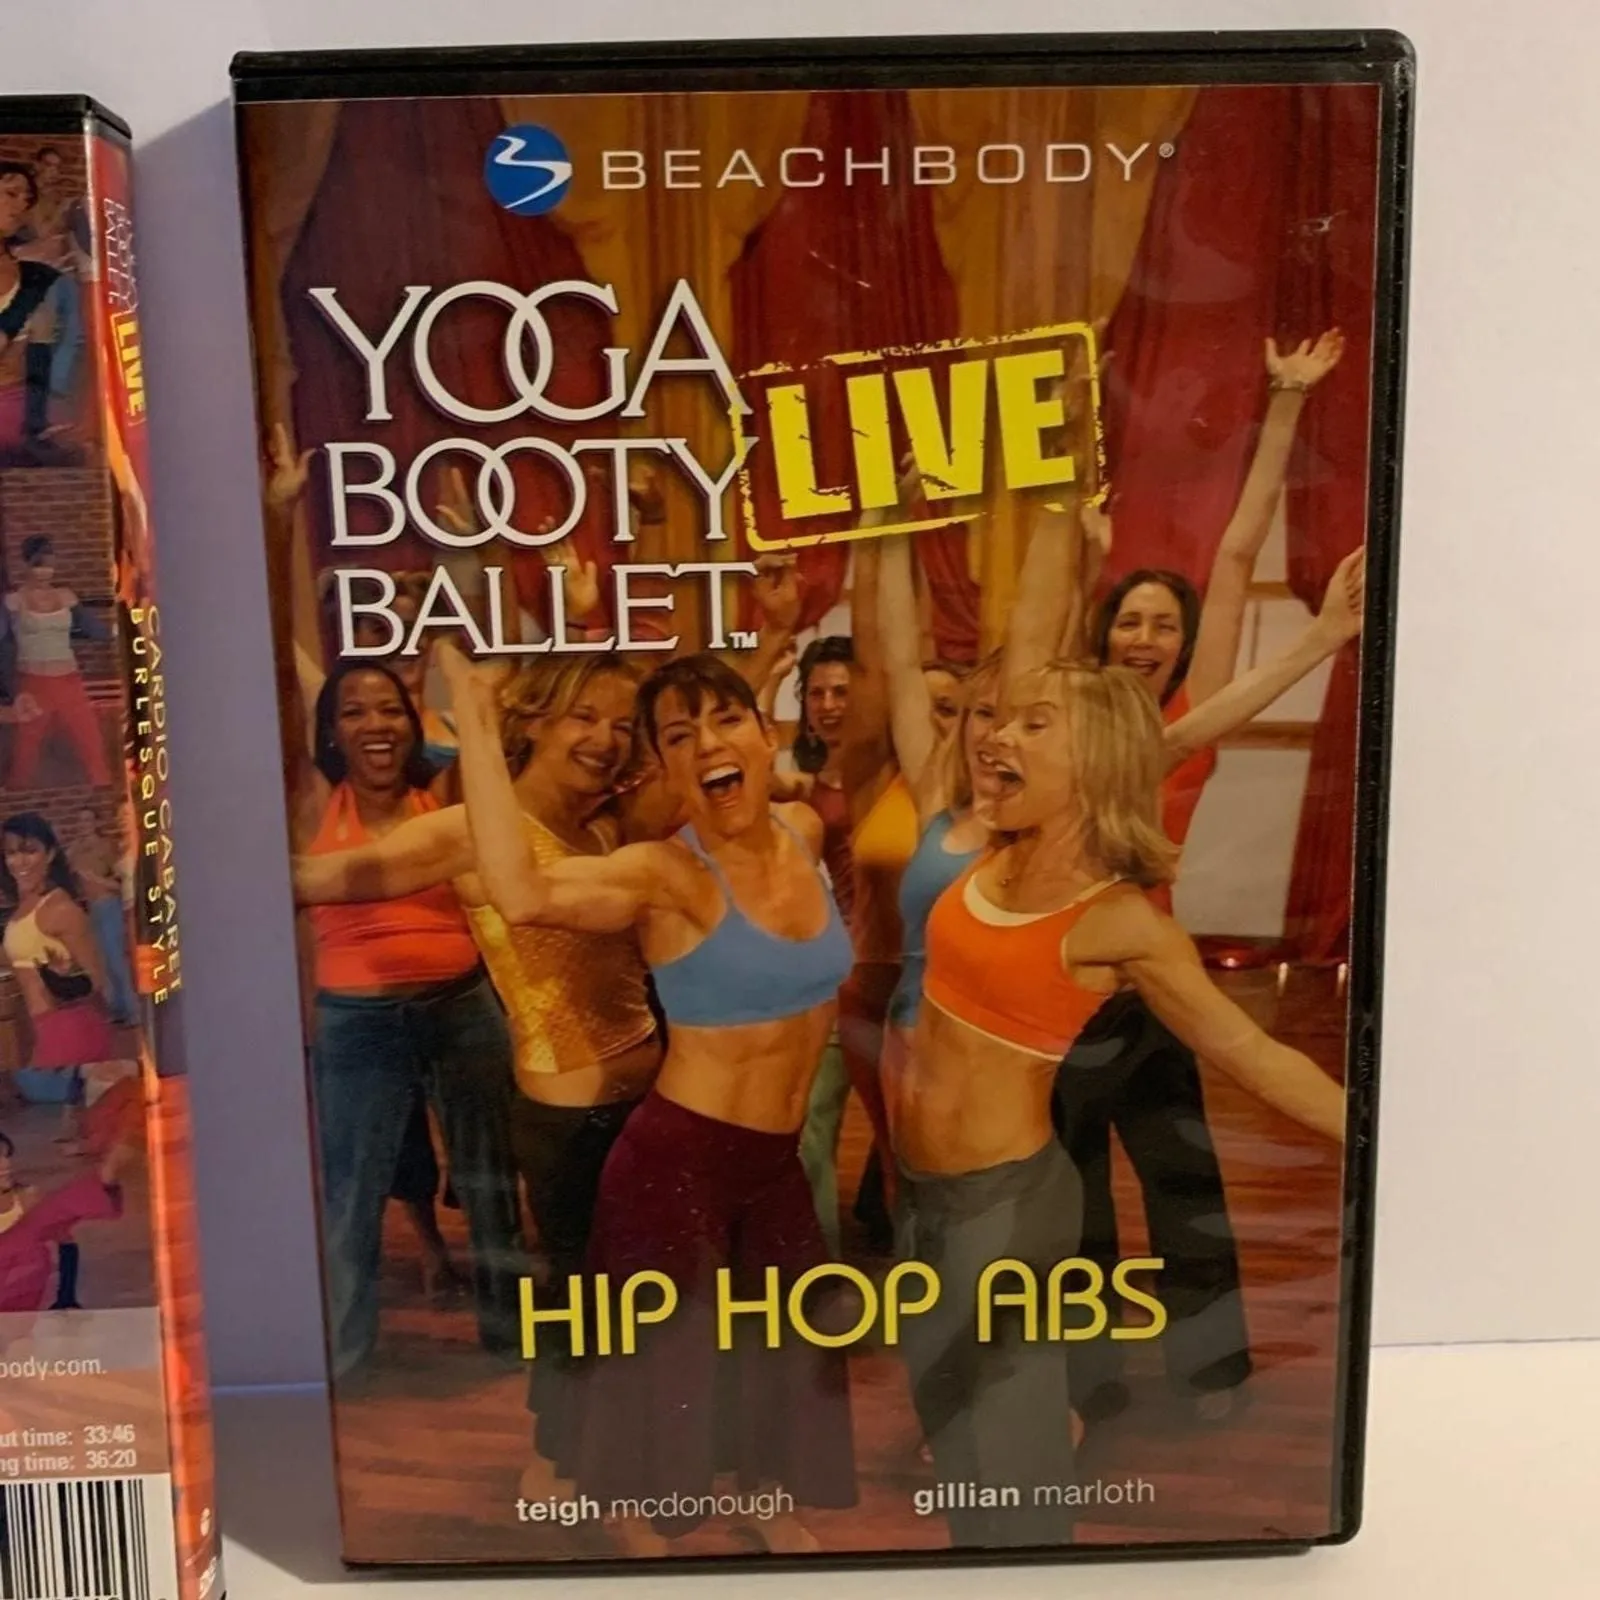 BEACHBODY®
YOGA
BOOTY
BALLET™
LIVE
HIP HOP ABS
teigh mcdonough
gillian marloth
LIVE
CARDIO CABARET
BURLESQUE STYLE
body.com.
ut time: 33:46
ng time: 36:20